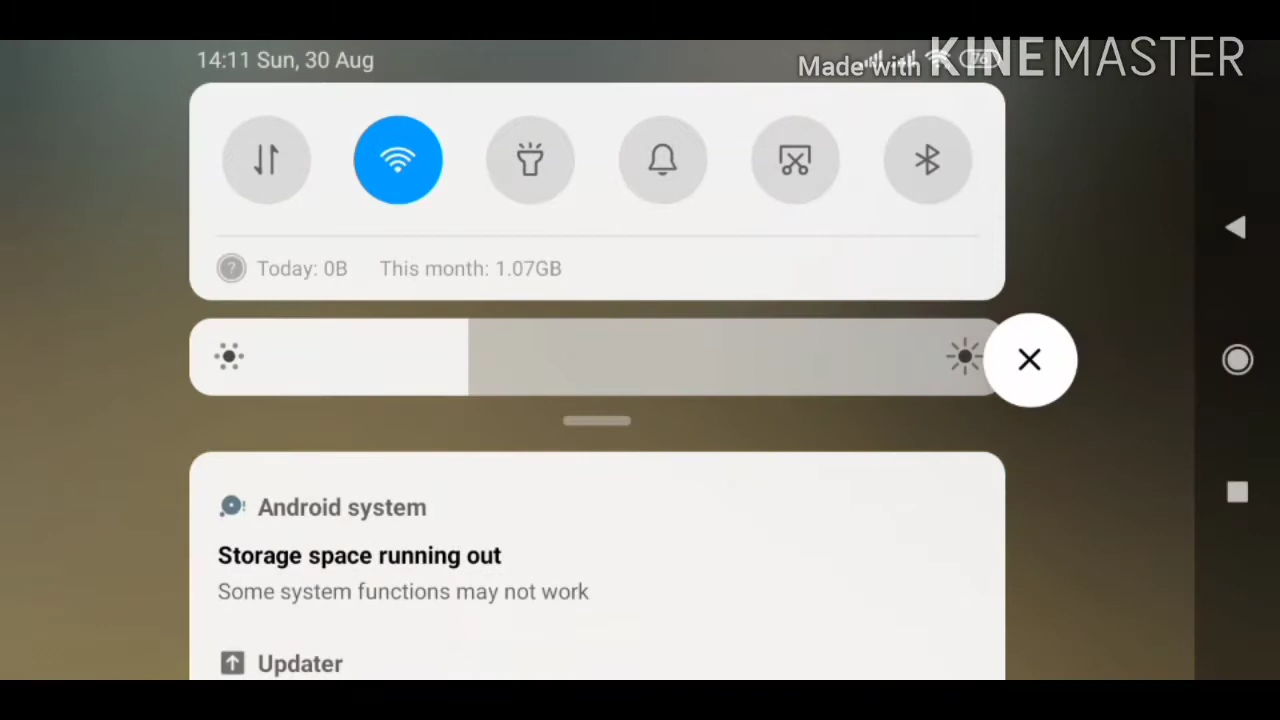 14:11 Sun, 30 Aug
Made with KINEMASTER
Today: 0B This month: 1.07GB
Android system
Storage space running out
Some system functions may not work
Updater